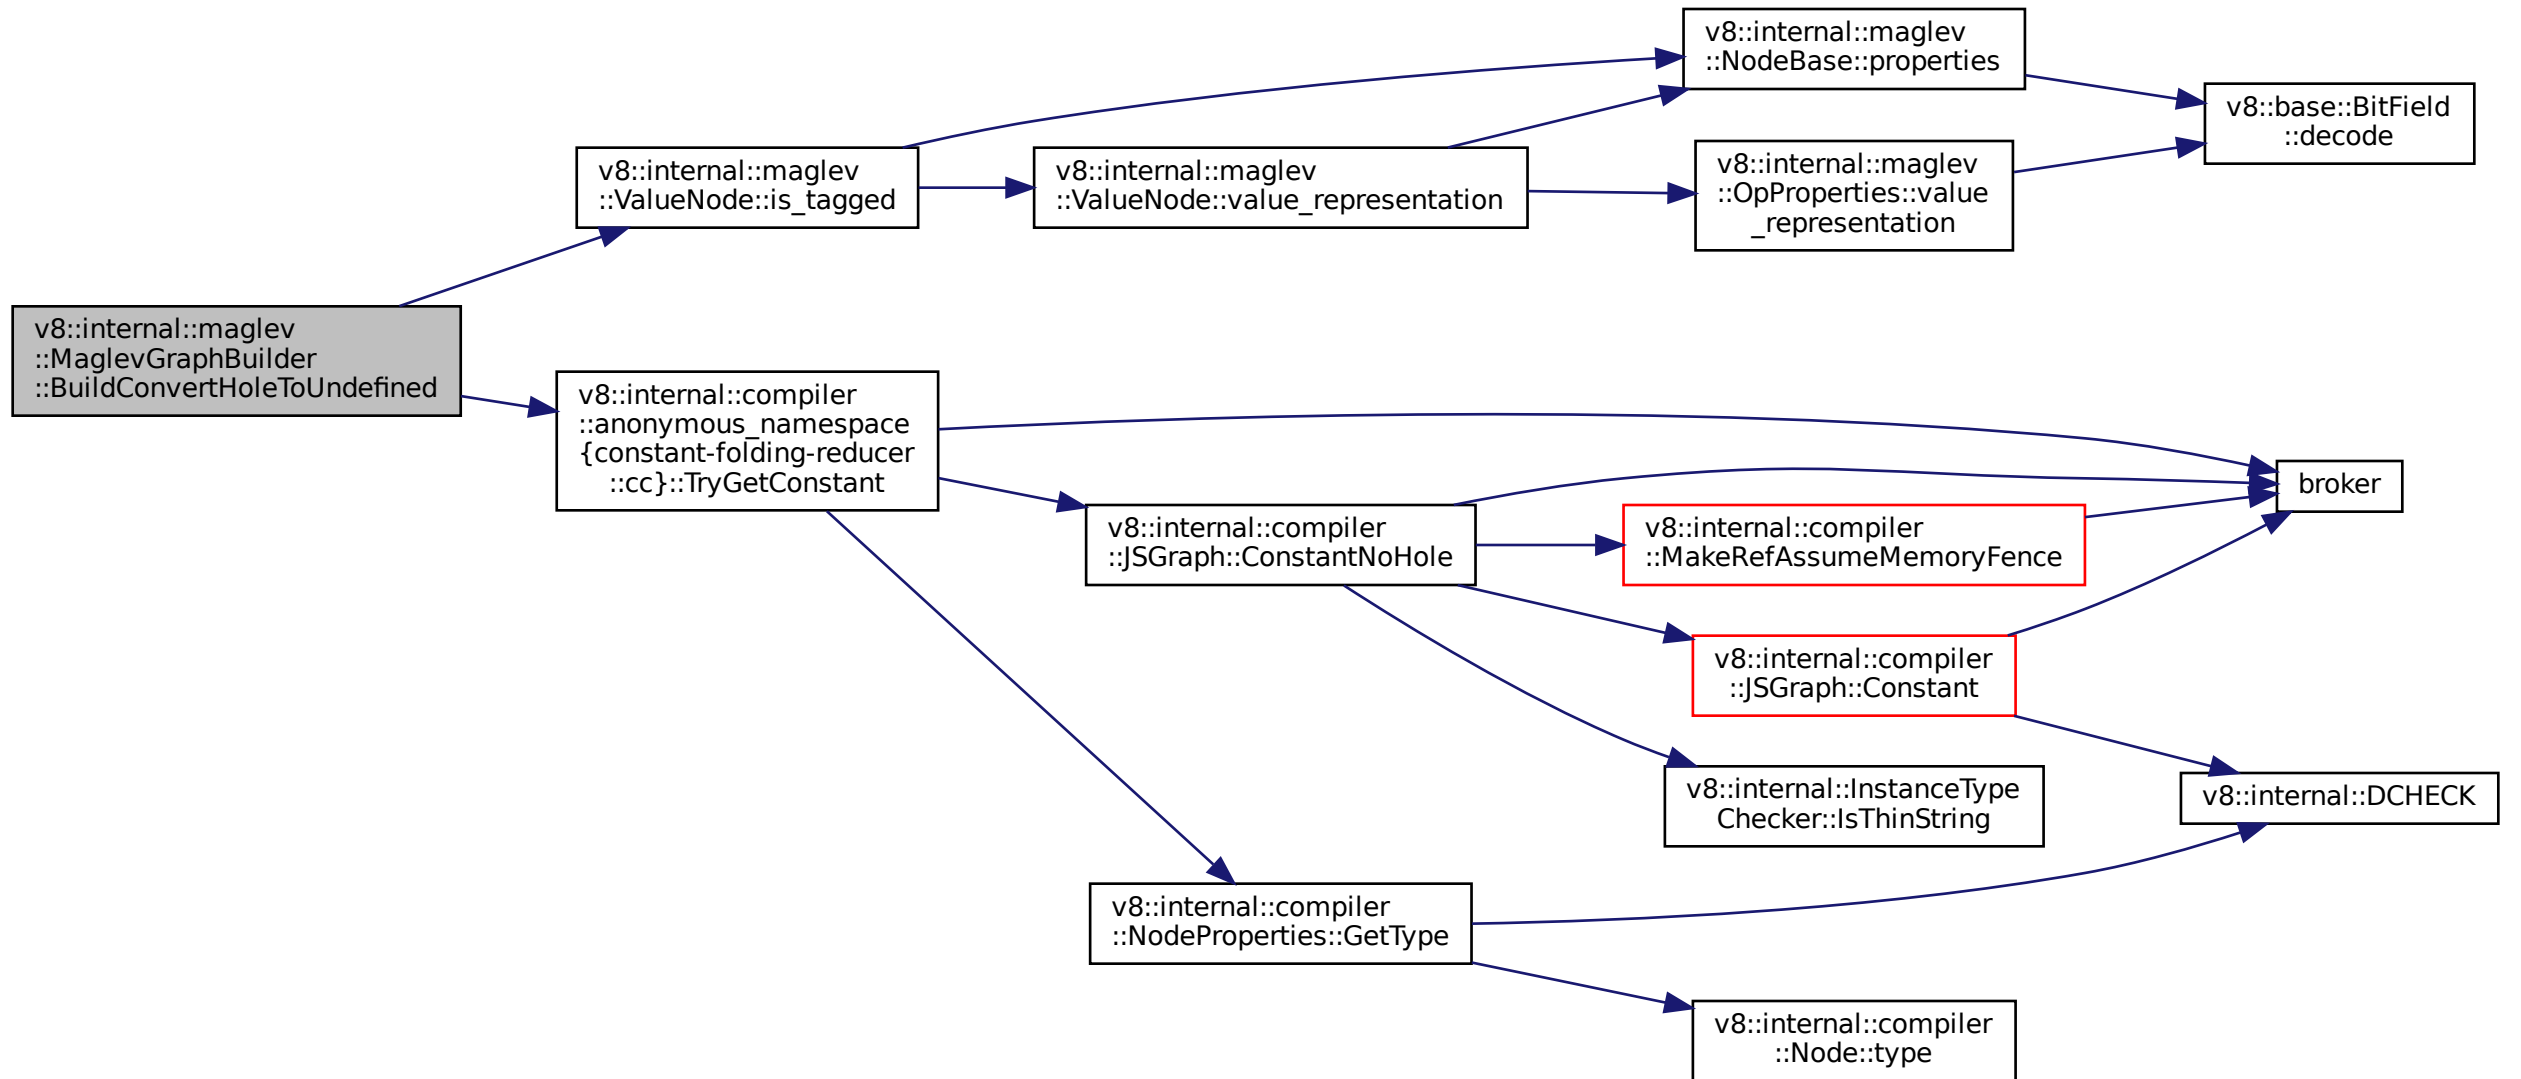 v8::internal::maglev
::NodeBase::properties
v8::base::BitField
::decode
v8::internal::maglev
::ValueNode::is_tagged
v8::internal::maglev
::ValueNode::value_representation
v8::internal::maglev
::OpProperties::value
_representation
v8::internal::maglev
::MaglevGraphBuilder
::BuildConvertHoleToUndefined
v8::internal::compiler
::anonymous_namespace
{constant-folding-reducer
::cc}::TryGetConstant
broker
v8::internal::compiler
::JSGraph::ConstantNoHole
v8::internal::compiler
::MakeRefAssumeMemoryFence
v8::internal::compiler
::JSGraph::Constant
v8::internal::InstanceType
Checker::IsThinString
v8::internal::DCHECK
v8::internal::compiler
::NodeProperties::GetType
v8::internal::compiler
::Node::type